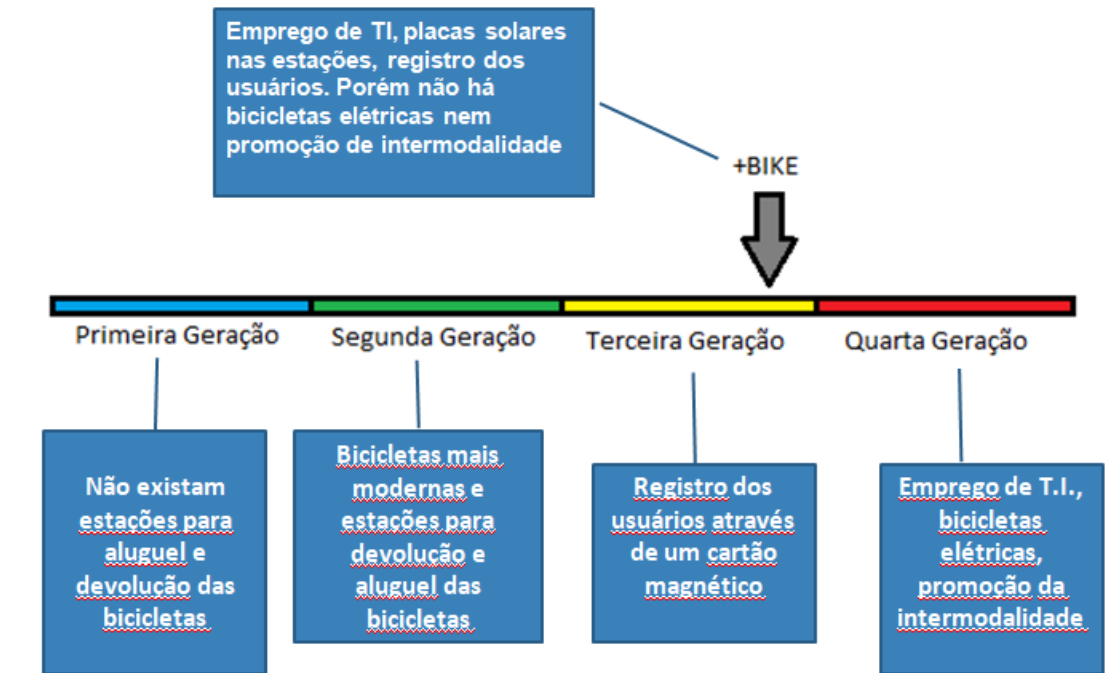 Emprego de TI, placas solares
nas estações, registro dos
usuários. Porém não há
bicicletas elétricas nem
promoção de intermodalidade
+BIKE
Primeira Geração
Segunda Geração
Terceira Geração
Quarta Geração
Não existam
estações para
aluguel e
devolução das
bicicletas
Bicicletas mais
modernas e
estações para
devolução e
aluguel das
bicicletas
Registro dos
usuários através
de um cartão
magnético
Emprego de T.I.,
bicicletas
elétricas,
promoção da
intermodalidade